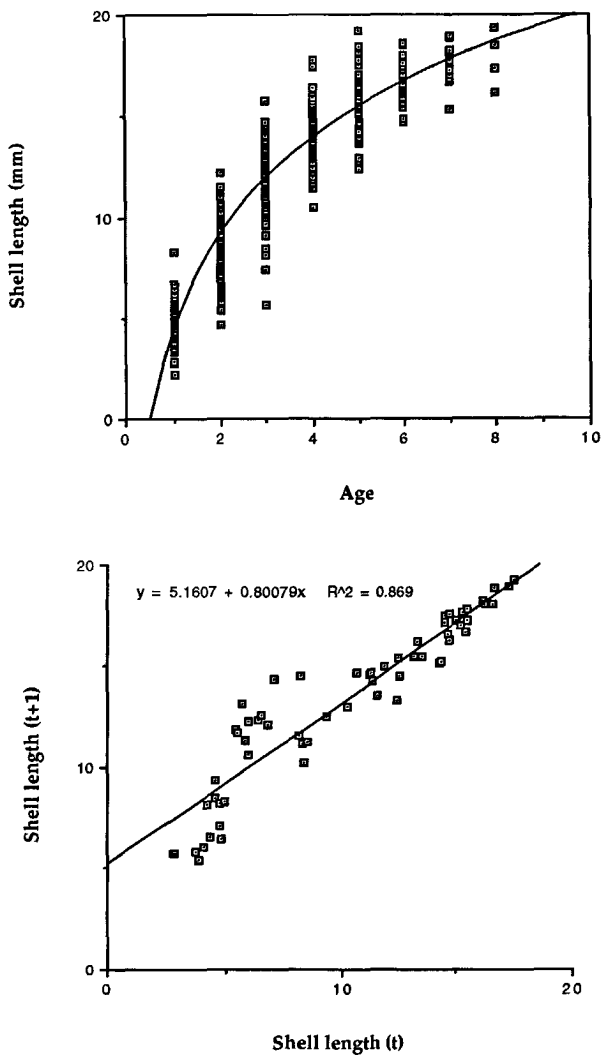 20
10
0
Shell length (mm)
0 2 4 6 8 10
Age
20
y = 5.1607 + 0.80079x R^2 = 0.869
10
0
Shell length (t+1)
0 10 20
Shell length (t)